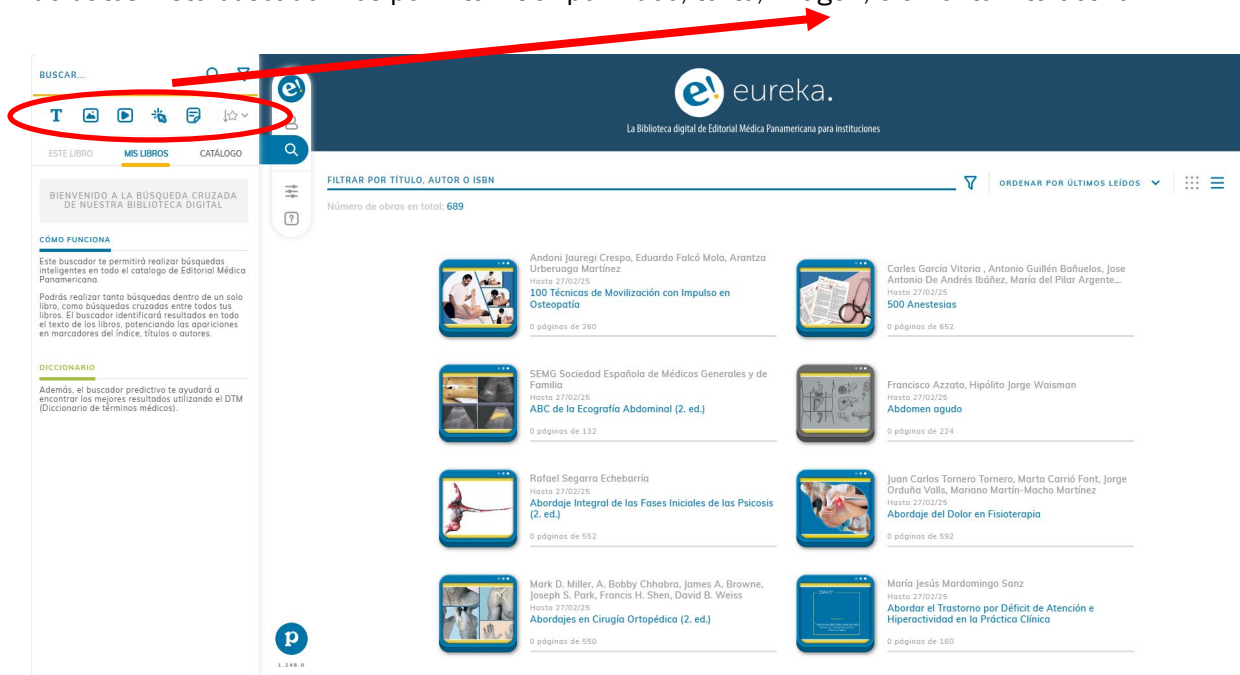 BUSCAR...
ESTE LIBRO MIS LIBROS CATÁLOGO
BIENVENIDO A LA BÚSQUEDA CRUZADA
DE NUESTRA BIBLIOTECA DIGITAL
CÓMO FUNCIONA
Este buscador te permitirá realizar búsquedas
inteligentes en todo el catalogo de Editorial Médica
Panamericana.
Podrás realizar tanto búsquedas dentro de un solo
libro, como búsquedas cruzadas entre todos tus
libros. El buscador identificará resultados en todo
el texto de los libros, potenciando las apariciones
en marcadores del índice, títulos o autores.
DICCIONARIO
Además, el buscador predictivo te ayudará a
encontrar los mejores resultados utilizando el DTM
(Diccionario de términos médicos).
e!
p
1.240.0
e! eureka.
La Biblioteca digital de Editorial Médica Panamericana para instituciones
FILTRAR POR TÍTULO, AUTOR O ISBN
ORDENAR POR ÚLTIMOS LEÍDOS
Número de obras en total: 689
Andoni Jauregi Crespo, Eduardo Falcó Mola, Arantza
Urberuaga Martínez
Hasta 27/02/25
100 Técnicas de Movilización con Impulso en
Osteopatía
0 páginas de 260
Carles García Vitoria , Antonio Guillén Bañuelos, Jose
Antonio De Andrés Ibáñez, María del Pilar Argente...
Hasta 27/02/25
500 Anestesias
0 páginas de 652
SEMG Sociedad Española de Médicos Generales y de
Familia
Hasta 27/02/25
ABC de la Ecografía Abdominal (2. ed.)
0 páginas de 132
Francisco Azzato, Hipólito Jorge Waisman
Hasta 27/02/25
Abdomen agudo
0 páginas de 224
Rafael Segarra Echebarría
Hasta 27/02/25
Abordaje Integral de las Fases Iniciales de las Psicosis
(2. ed.)
0 páginas de 552
Juan Carlos Tornero Tornero, Marta Carrió Font, Jorge
Orduña Valls, Mariano Martín-Macho Martínez
Hasta 27/02/25
Abordaje del Dolor en Fisioterapia
0 páginas de 592
Mark D. Miller, A. Bobby Chhabra, James A. Browne,
Joseph S. Park, Francis H. Shen, David B. Weiss
Hasta 27/02/25
Abordajes en Cirugía Ortopédica (2. ed.)
0 páginas de 550
María Jesús Mardomingo Sanz
Hasta 27/02/25
Abordar el Trastorno por Déficit de Atención e
Hiperactividad en la Práctica Clínica
0 páginas de 160